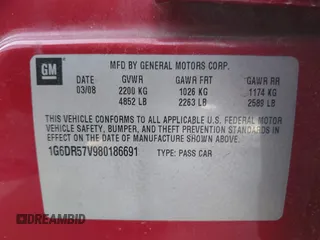 GM
MFD BY GENERAL MOTORS CORP.
DATE GVWR GAWR FRT GAWR RR
03/08 2200 KG 1026 KG 1174 KG
4852 LB 2263 LB 2589 LB
THIS VEHICLE CONFORMS TO ALL APPLICABLE U.S. FEDERAL MOTOR
VEHICLE SAFETY, BUMPER, AND THEFT PREVENTION STANDARDS IN
EFFECT ON THE DATE OF MANUFACTURE SHOWN ABOVE.
1G6DR57V980186691 TYPE: PASS CAR
DREAMBID